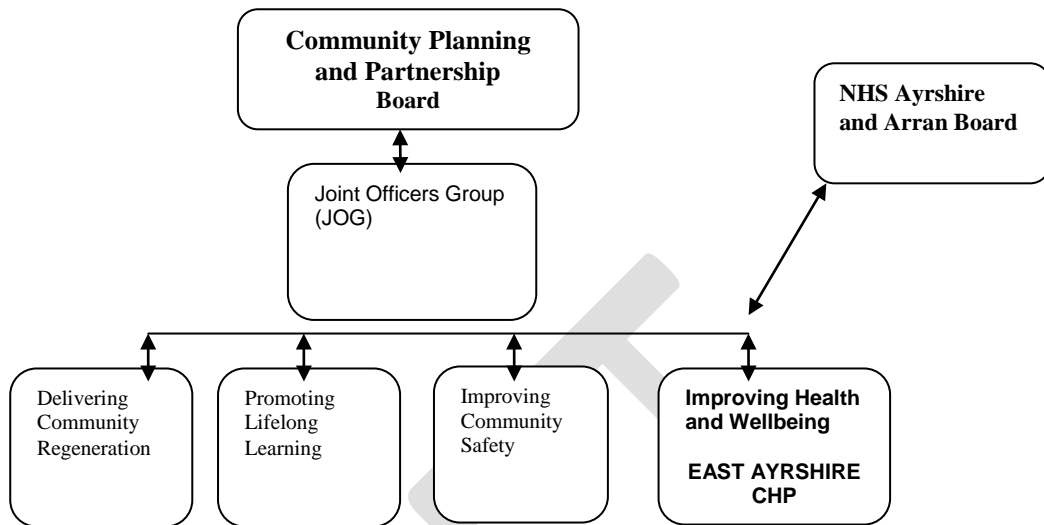 Community Planning
and Partnership
Board
NHS Ayrshire
and Arran Board
Joint Officers Group
(JOG)
Delivering
Community
Regeneration
Promoting
Lifelong
Learning
Improving
Community
Safety
Improving Health
and Wellbeing
EAST AYRSHIRE
CHP